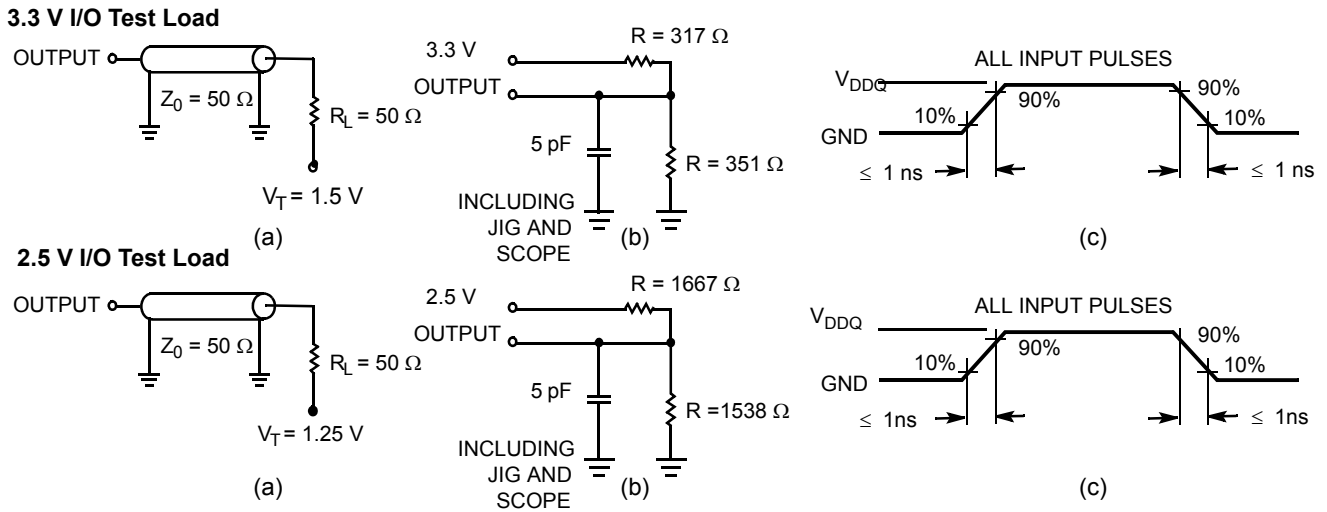 3.3 V I/O Test Load
OUTPUT
Z0 = 50 Ω
RL = 50 Ω
VT = 1.5 V
(a)
3.3 V
OUTPUT
R = 317 Ω
5 pF
R = 351 Ω
INCLUDING
JIG AND
SCOPE
(b)
ALL INPUT PULSES
VDDQ
GND
10%
90%
90%
10%
≤ 1 ns
≤ 1 ns
(c)
2.5 V I/O Test Load
OUTPUT
Z0 = 50 Ω
RL = 50 Ω
VT = 1.25 V
(a)
2.5 V
OUTPUT
R = 1667 Ω
5 pF
R =1538 Ω
INCLUDING
JIG AND
SCOPE
(b)
ALL INPUT PULSES
VDDQ
GND
10%
90%
90%
10%
≤ 1ns
≤ 1ns
(c)